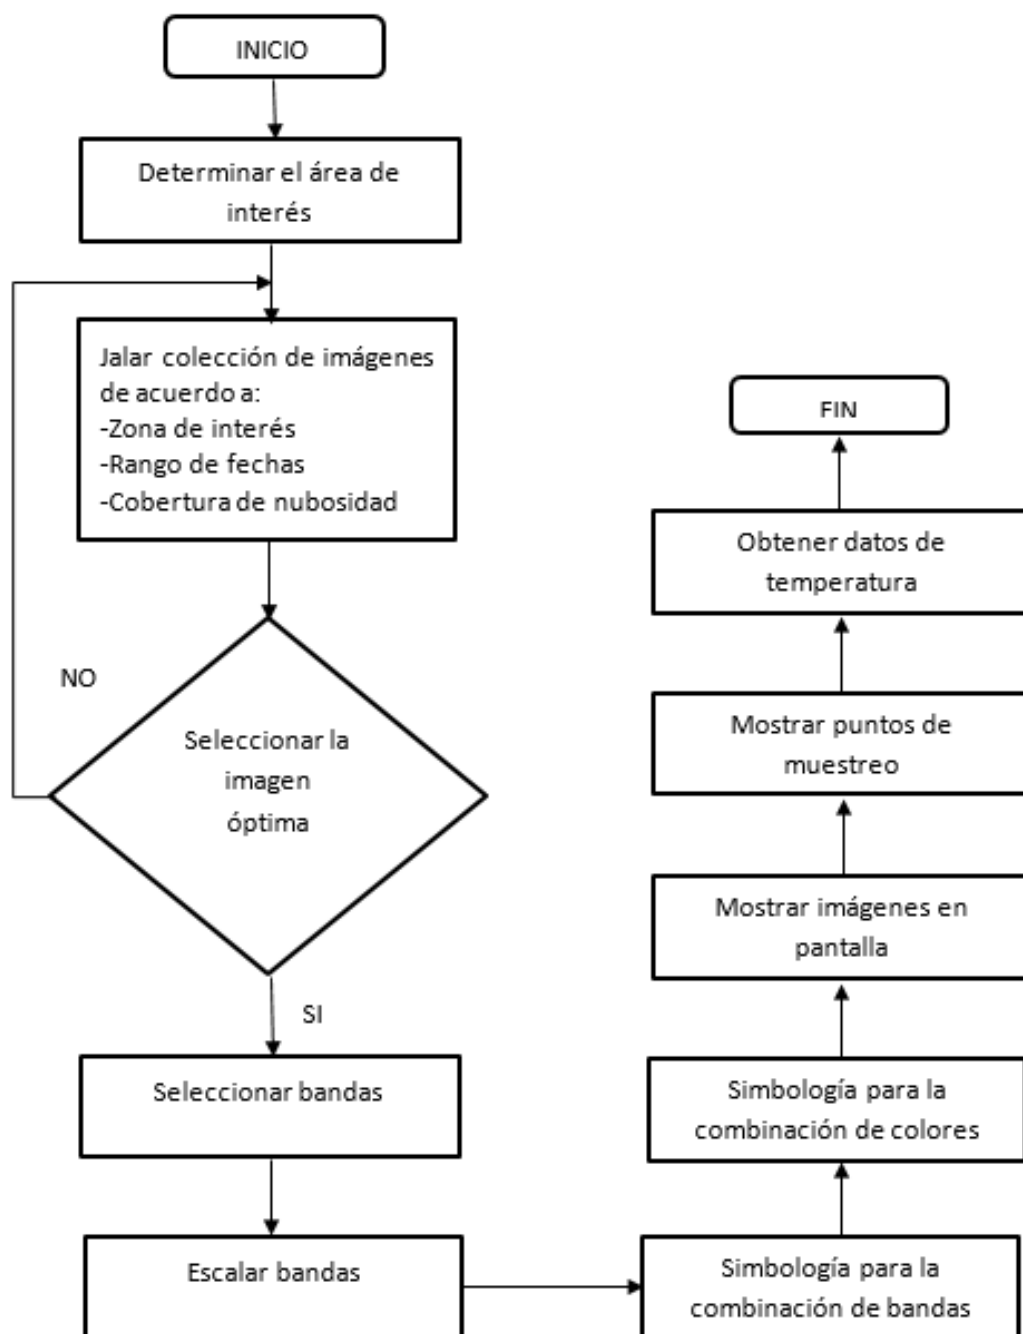 INICIO
Determinar el área de
interés
Jalar colección de imágenes
de acuerdo a:
-Zona de interés
-Rango de fechas
-Cobertura de nubosidad
NO
Seleccionar la
imagen
óptima
SI
Seleccionar bandas
Escalar bandas
Simbología para la
combinación de bandas
Simbología para la
combinación de colores
Mostrar imágenes en
pantalla
Mostrar puntos de
muestreo
Obtener datos de
temperatura
FIN